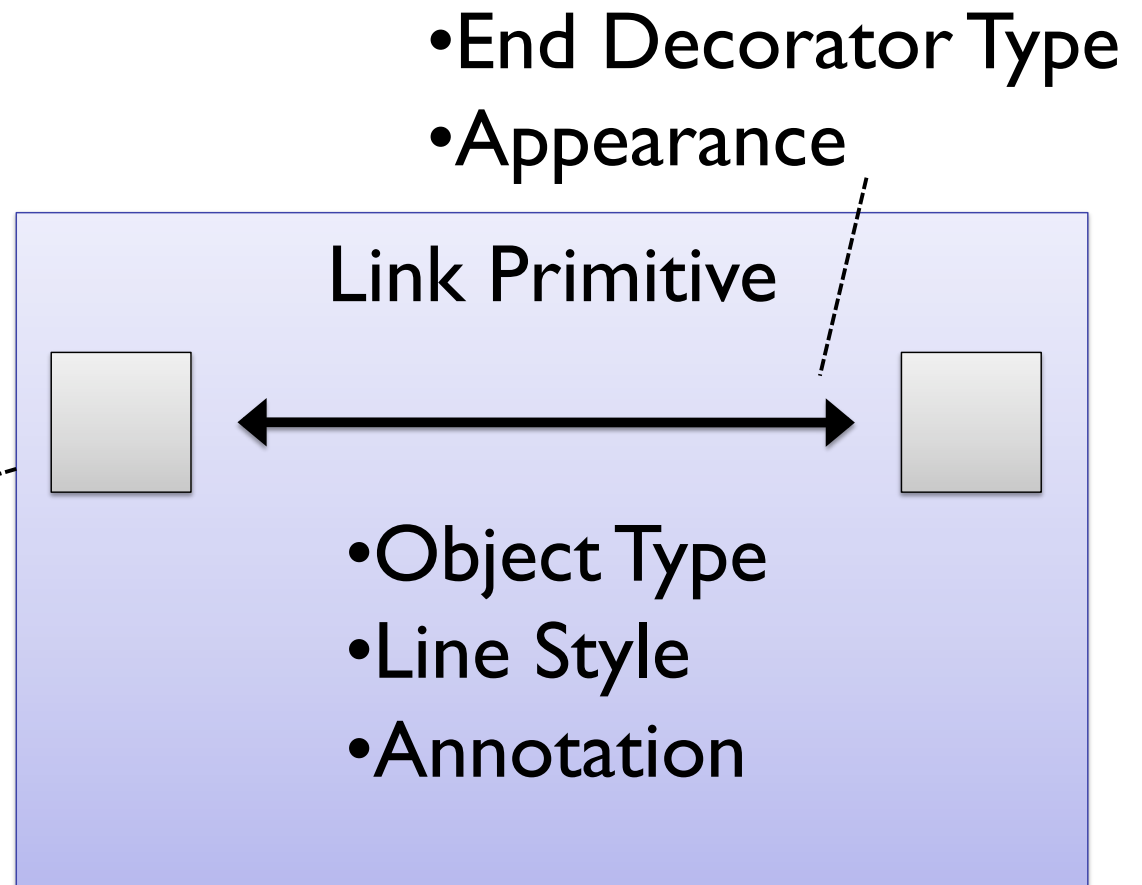 •End Decorator Type
•Appearance
Link Primitive
•Object Type
•Line Style
•Annotation